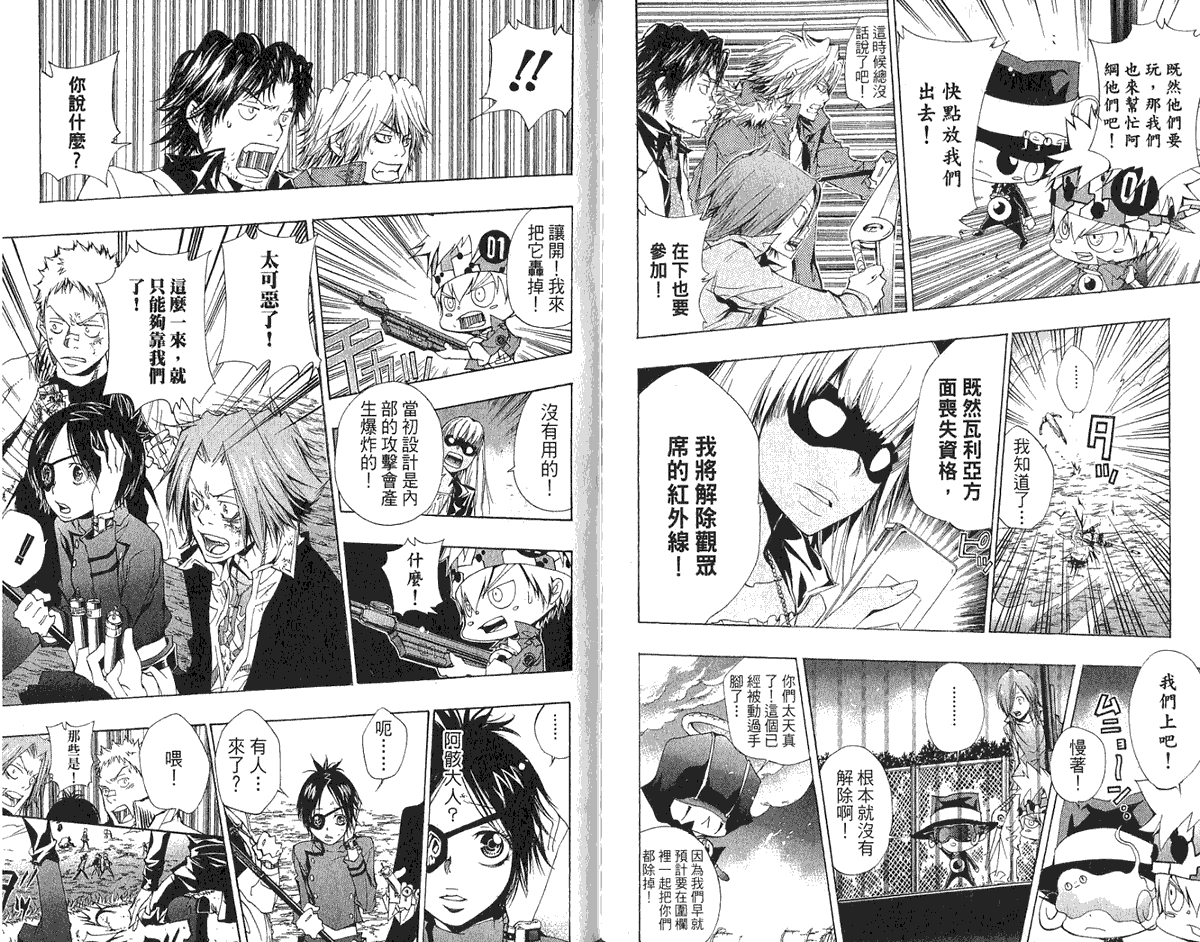 既然他們要
玩，那我們
也來幫忙阿
綱他們吧！
01
快點放我們
出去！
這時候總沒
話說了吧！
在下也要
參加！
……
我知道了…
既然瓦利亞方
面喪失資格，
我將解除觀眾
席的紅外線！
ピッ
我們上吧！
慢著！
ムニョーン
……
根本就沒有
解除啊！
你們太天真
了！這個已
經被動過手
腳了…
因為我們早就
預計要在圍欄
裡一起把你們
都除掉！
!!
你說什麼？
讓開！我來
把它轟掉！
01
沒有用的！
當初設計是內
部的攻擊會產
生爆炸的！
什麼！
太可惡了！
這麼一來，就
只能夠靠我們
了！
！
……
阿骸大人？
呃……
有人…
來了？
喂！
那些是！